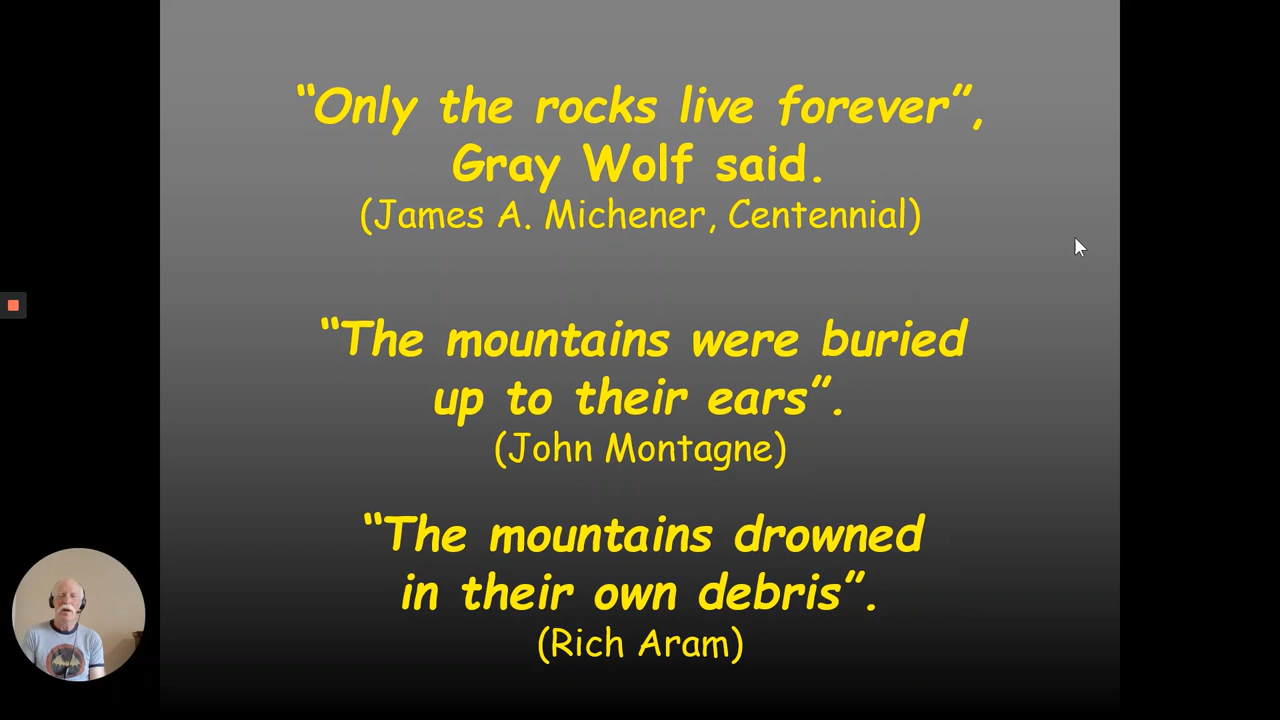 “Only the rocks live forever”,
Gray Wolf said.
(James A. Michener, Centennial)
“The mountains were buried
up to their ears”.
(John Montagne)
“The mountains drowned
in their own debris”.
(Rich Aram)